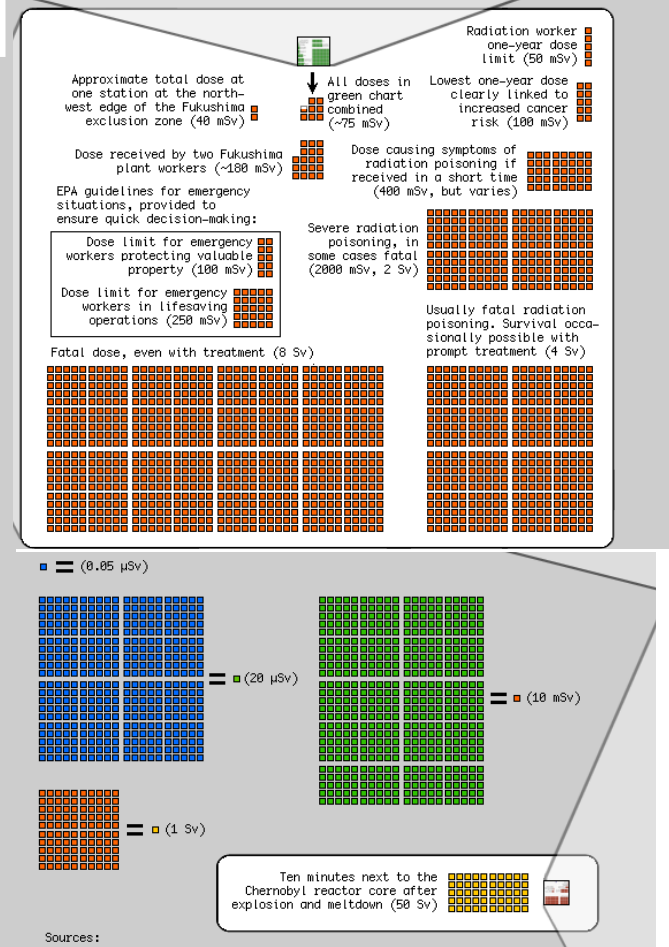 Radiation worker
one-year dose
limit (50 mSv)
Approximate total dose at
one station at the north-
west edge of the Fukushima
exclusion zone (40 mSv)
All doses in
green chart
combined
(~75 mSv)
Lowest one-year dose
clearly linked to
increased cancer
risk (100 mSv)
Dose received by two Fukushima
plant workers (~180 mSv)
Dose causing symptoms of
radiation poisoning if
received in a short time
(400 mSv, but varies)
EPA guidelines for emergency
situations, provided to
ensure quick decision-making:
Dose limit for emergency
workers protecting valuable
property (100 mSv)
Dose limit for emergency
workers in lifesaving
operations (250 mSv)
Severe radiation
poisoning, in
some cases fatal
(2000 mSv, 2 Sv)
Usually fatal radiation
poisoning. Survival occa-
sionally possible with
prompt treatment (4 Sv)
Fatal dose, even with treatment (8 Sv)
= (0.05 μSv)
= (20 μSv)
= (10 mSv)
= (1 Sv)
Ten minutes next to the
Chernobyl reactor core after
explosion and meltdown (50 Sv)
Sources: